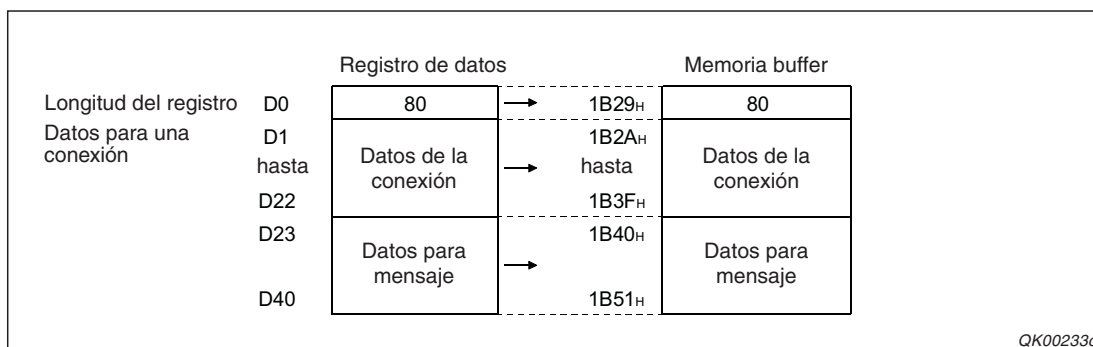 Registro de datos Memoria buffer
Longitud del registro D0 80 1B29H 80
Datos para una conexión D1 1B2AH
hasta Datos de la conexión hasta Datos de la conexión
D22 1B3FH
D23 1B40H
Datos para mensaje Datos para mensaje
D40 1B51H
QK00233c